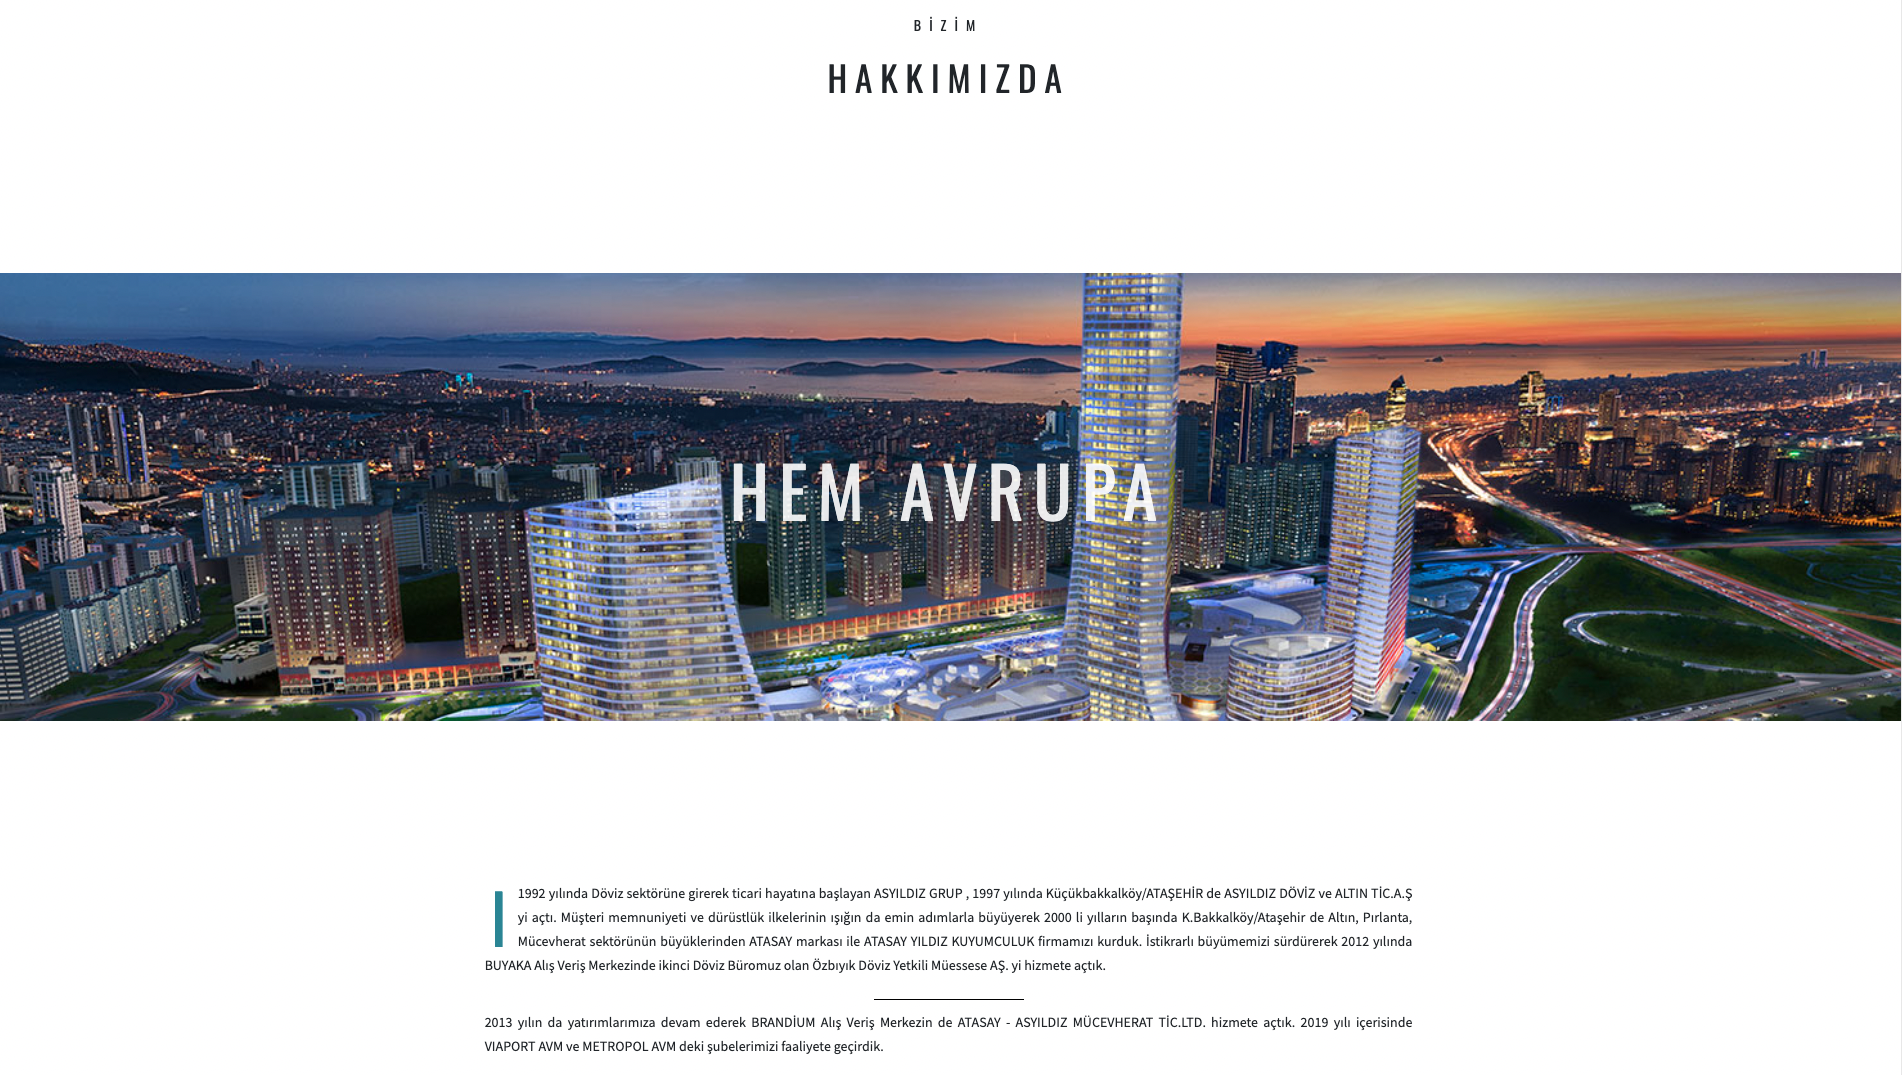 BİZİM
HAKKIMIZDA
HEM AVRUPA
I 1992 yılında Döviz sektörüne girerek ticari hayatına başlayan ASYILDIZ GRUP , 1997 yılında Küçükbakkalköy/ATAŞEHİR de ASYILDIZ DÖVİZ ve ALTIN TİC.A.Ş
yi açtı. Müşteri memnuniyeti ve dürüstlük ilkelerinin ışığın da emin adımlarla büyüyerek 2000 li yılların başında K.Bakkalköy/Ataşehir de Altın, Pırlanta,
Mücevherat sektörünün büyüklerinden ATASAY markası ile ATASAY YILDIZ KUYUMCULUK firmamızı kurduk. İstikrarlı büyümemizi sürdürerek 2012 yılında
BUYAKA Alış Veriş Merkezinde ikinci Döviz Büromuz olan Özbıyık Döviz Yetkili Müessese AŞ. yi hizmete açtık.
2013 yılın da yatırımlarımıza devam ederek BRANDİUM Alış Veriş Merkezin de ATASAY - ASYILDIZ MÜCEVHERAT TİC.LTD. hizmete açtık. 2019 yılı içerisinde
VIAPORT AVM ve METROPOL AVM deki şubelerimizi faaliyete geçirdik.